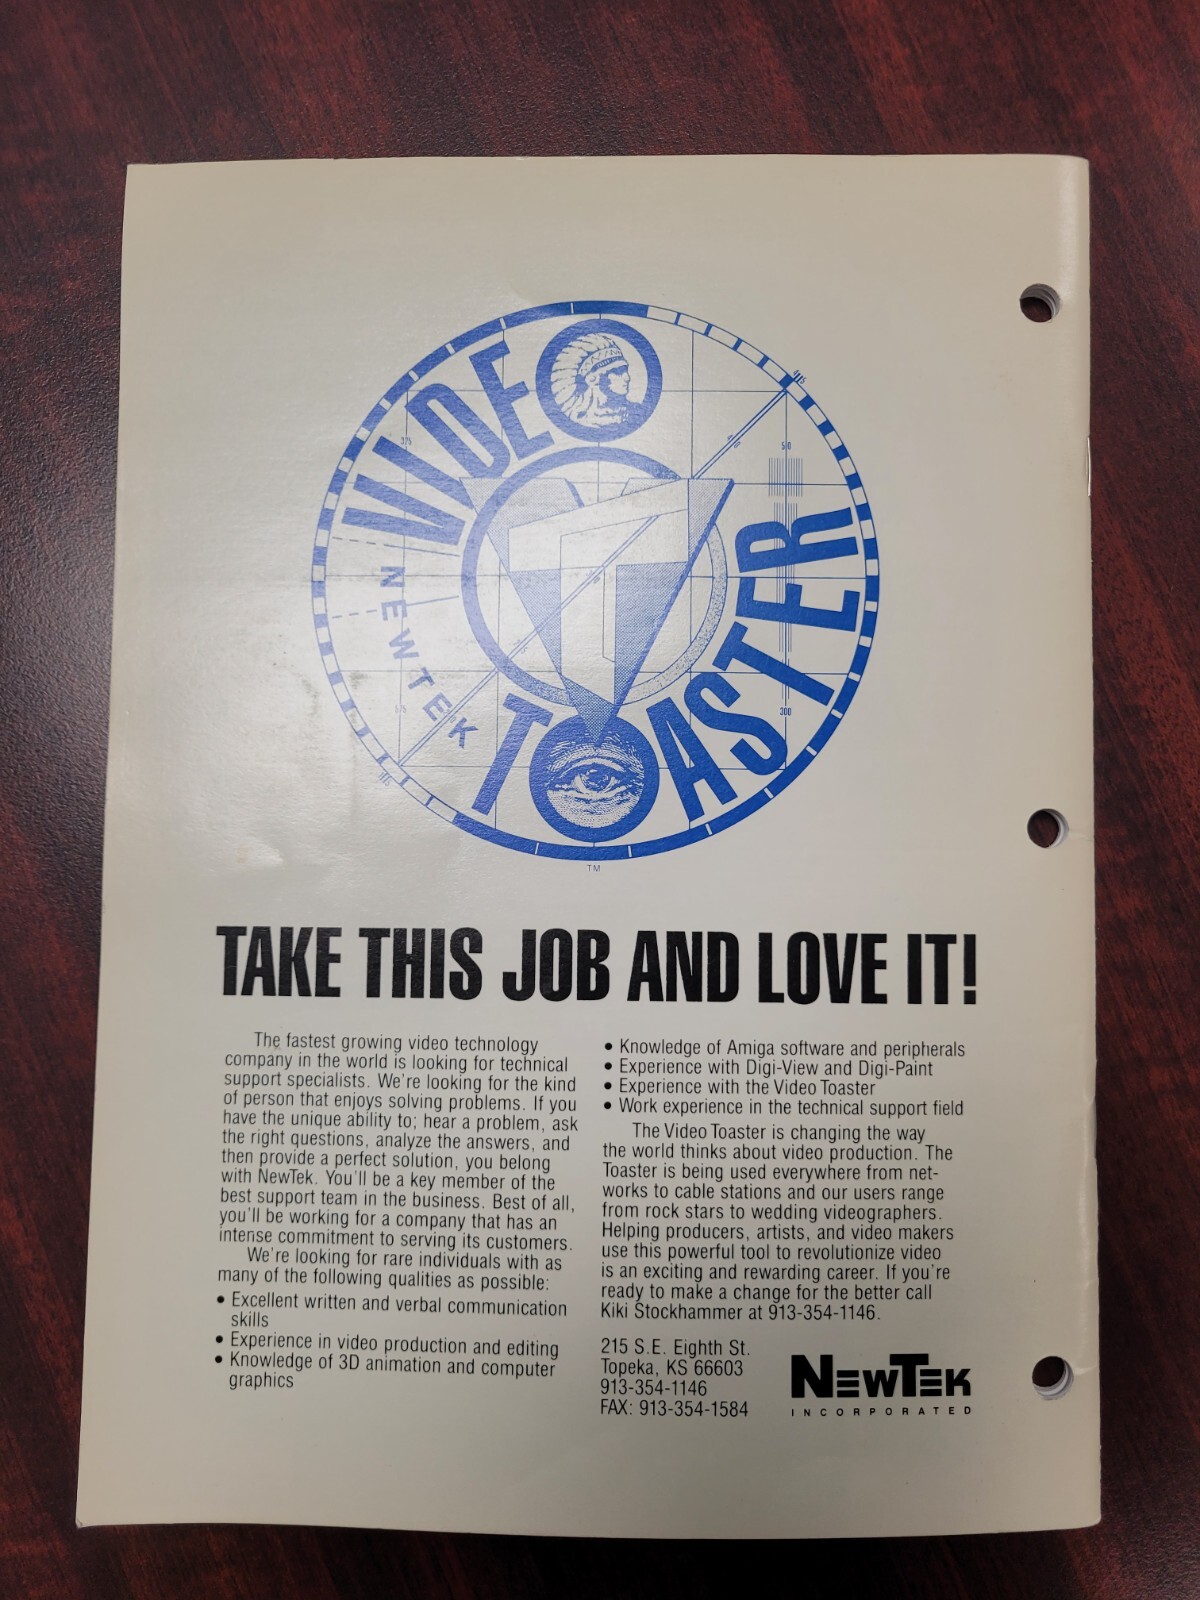 VIDEO
NEWTEK
TOASTER
375
500
375
300
TM
TAKE THIS JOB AND LOVE IT!
The fastest growing video technology
company in the world is looking for technical
support specialists. We're looking for the kind
of person that enjoys solving problems. If you
have the unique ability to; hear a problem, ask
the right questions, analyze the answers, and
then provide a perfect solution, you belong
with NewTek. You'll be a key member of the
best support team in the business. Best of all,
you'll be working for a company that has an
intense commitment to serving its customers.
We're looking for rare individuals with as
many of the following qualities as possible:
• Excellent written and verbal communication
skills
• Experience in video production and editing
• Knowledge of 3D animation and computer
graphics
• Knowledge of Amiga software and peripherals
• Experience with Digi-View and Digi-Paint
• Experience with the Video Toaster
• Work experience in the technical support field
The Video Toaster is changing the way
the world thinks about video production. The
Toaster is being used everywhere from net-
works to cable stations and our users range
from rock stars to wedding videographers.
Helping producers, artists, and video makers
use this powerful tool to revolutionize video
is an exciting and rewarding career. If you're
ready to make a change for the better call
Kiki Stockhammer at 913-354-1146.
215 S.E. Eighth St.
Topeka, KS 66603
913-354-1146
FAX: 913-354-1584
NEWTEK
INCORPORATED